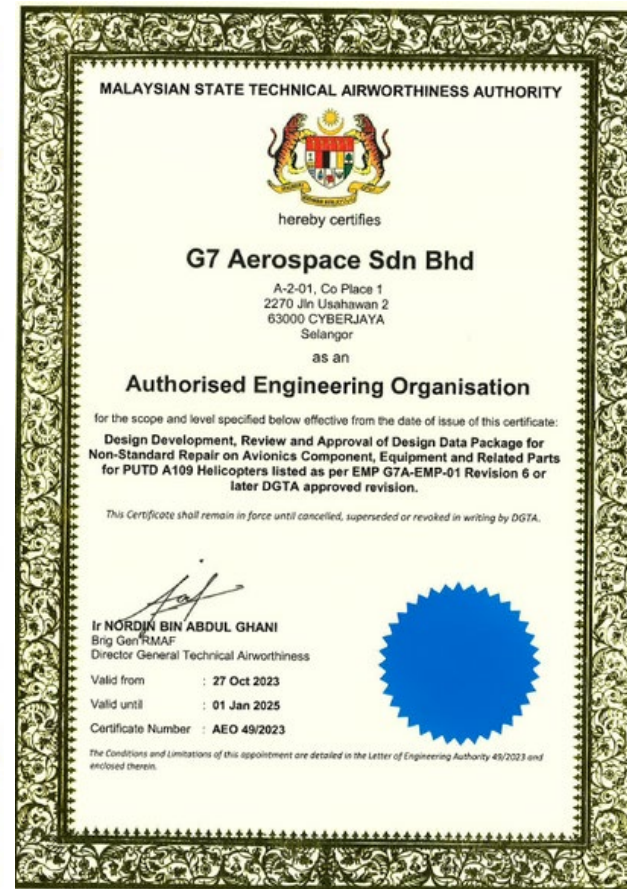 MALAYSIAN STATE TECHNICAL AIRWORTHINESS AUTHORITY
hereby certifies
G7 Aerospace Sdn Bhd
A-2-01, Co Place 1
2270 Jln Usahawan 2
63000 CYBERJAYA
Selangor
as an
Authorised Engineering Organisation
for the scope and level specified below effective from the date of issue of this certificate:
Design Development, Review and Approval of Design Data Package for
Non-Standard Repair on Avionics Component, Equipment and Related Parts
for PUTD A109 Helicopters listed as per EMP G7A-EMP-01 Revision 6 or
later DGTA approved revision.
This Certificate shall remain in force until cancelled, superseded or revoked in writing by DGTA.
Ir NORDIN BIN ABDUL GHANI
Brig Gen RMAF
Director General Technical Airworthiness
Valid from : 27 Oct 2023
Valid until : 01 Jan 2025
Certificate Number : AEO 49/2023
The Conditions and Limitations of this appointment are detailed in the Letter of Engineering Authority 49/2023 and
enclosed therein.